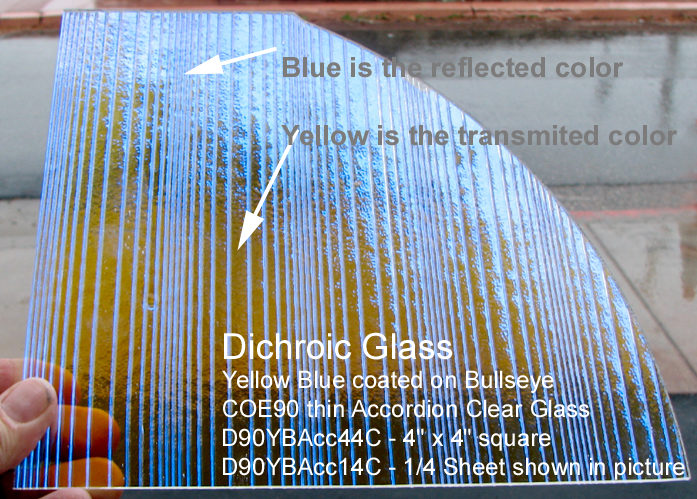 Blue is the reflected color
Yellow is the transmited color
Dichroic Glass
Yellow Blue coated on Bullseye
COE90 thin Accordion Clear Glass
D90YBAcc44C - 4" x 4" square
D90YBAcc14C - 1/4 Sheet shown in picture